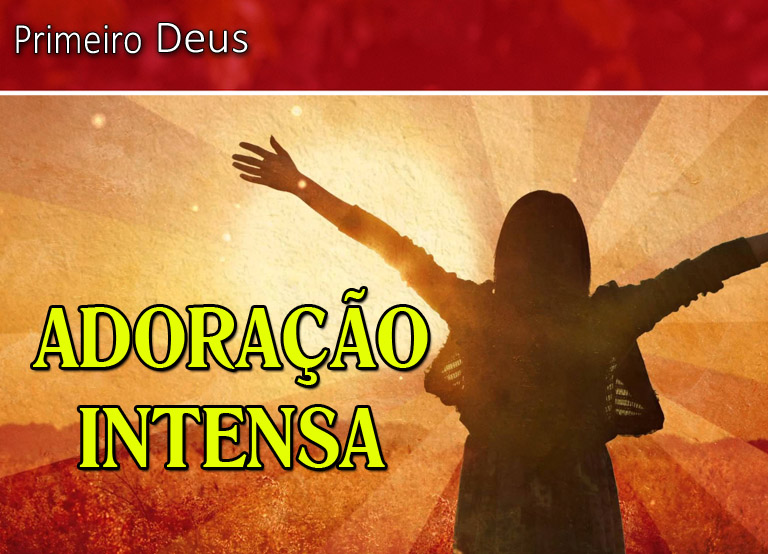 Primeiro Deus
ADORAÇÃO
INTENSA